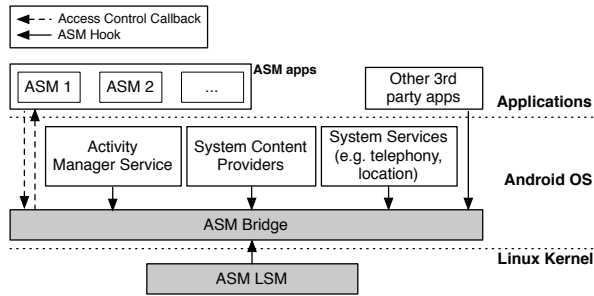 Access Control Callback
ASM Hook
ASM apps
ASM 1
ASM 2
...
Other 3rd
party apps
Applications
Activity
Manager Service
System Content
Providers
System Services
(e.g. telephony,
location)
Android OS
ASM Bridge
Linux Kernel
ASM LSM